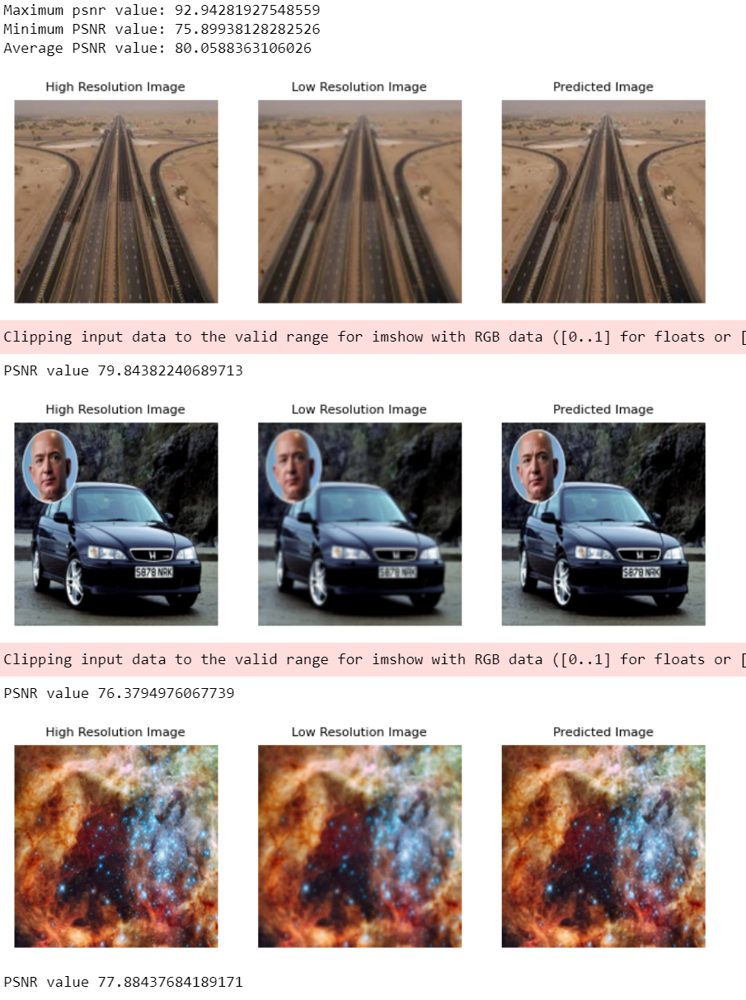 Maximum psnr value: 92.94281927548559
Minimum PSNR value: 75.89938128282526
Average PSNR value: 80.0588363106026
High Resolution Image Low Resolution Image Predicted Image
Clipping input data to the valid range for imshow with RGB data ([0..1] for floats or [
PSNR value 79.84382240689713
High Resolution Image Low Resolution Image Predicted Image
S878 NRK S878 NRK S878 NRK
Clipping input data to the valid range for imshow with RGB data ([0..1] for floats or [
PSNR value 76.3794976067739
High Resolution Image Low Resolution Image Predicted Image
PSNR value 77.88437684189171